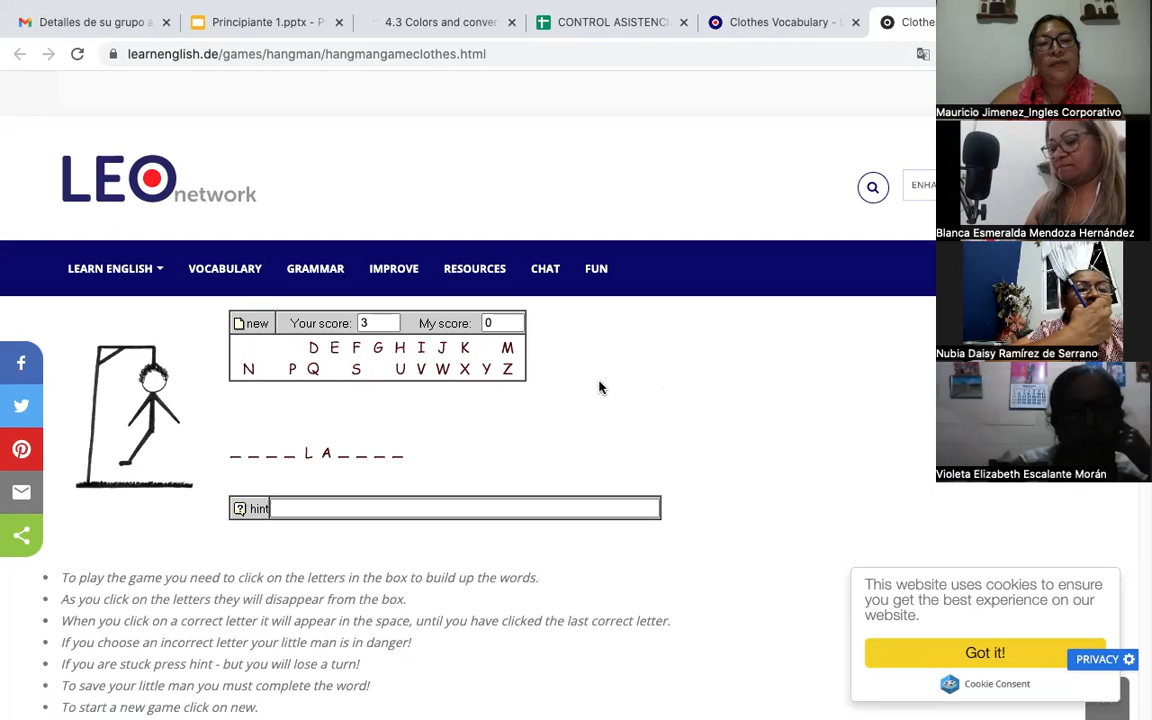 Detalles de su grupo a
Principiante 1.pptx - P
4.3 Colors and conver
CONTROL ASISTENCI
Clothes Vocabulary - L
Clothe
learnenglish.de/games/hangman/hangmangameclothes.html
LEO network
ENHA
LEARN ENGLISH VOCABULARY GRAMMAR IMPROVE RESOURCES CHAT FUN
new Your score: 3 My score: 0
D E F G H I J K M
N P Q S U V W X Y Z
_ _ _ _ L A _ _ _ _
? hint
To play the game you need to click on the letters in the box to build up the words.
As you click on the letters they will disappear from the box.
When you click on a correct letter it will appear in the space, until you have clicked the last correct letter.
If you choose an incorrect letter your little man is in danger!
If you are stuck press hint - but you will lose a turn!
To save your little man you must complete the word!
To start a new game click on new.
This website uses cookies to ensure
you get the best experience on our
website.
Got it!
PRIVACY
Cookie Consent
Mauricio Jimenez_Ingles Corporativo
Blanca Esmeralda Mendoza Hernández
Nubia Daisy Ramírez de Serrano
Violeta Elizabeth Escalante Morán